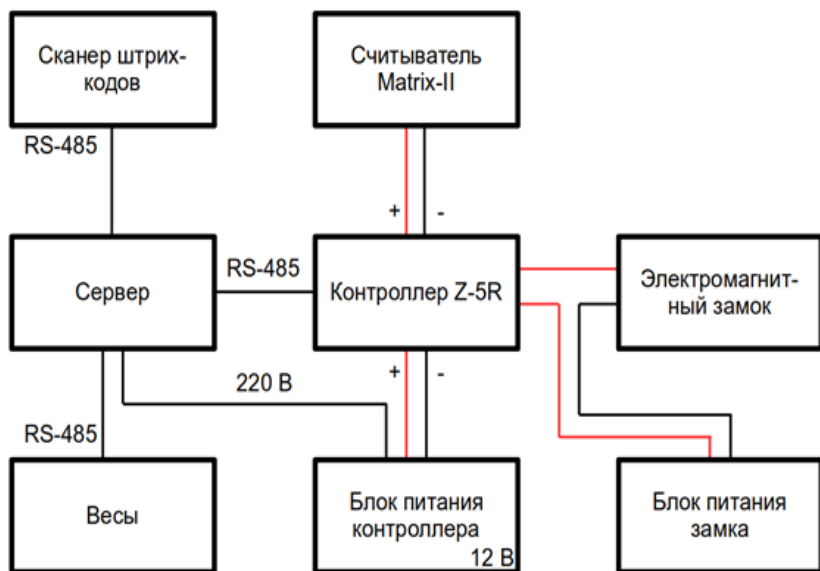 Сканер штрих-
кодов
Считыватель
Matrix-II
RS-485
+
-
Сервер
RS-485
Контроллер Z-5R
Электромагнит-
ный замок
220 В
+
-
RS-485
Весы
Блок питания
контроллера
12 В
Блок питания
замка